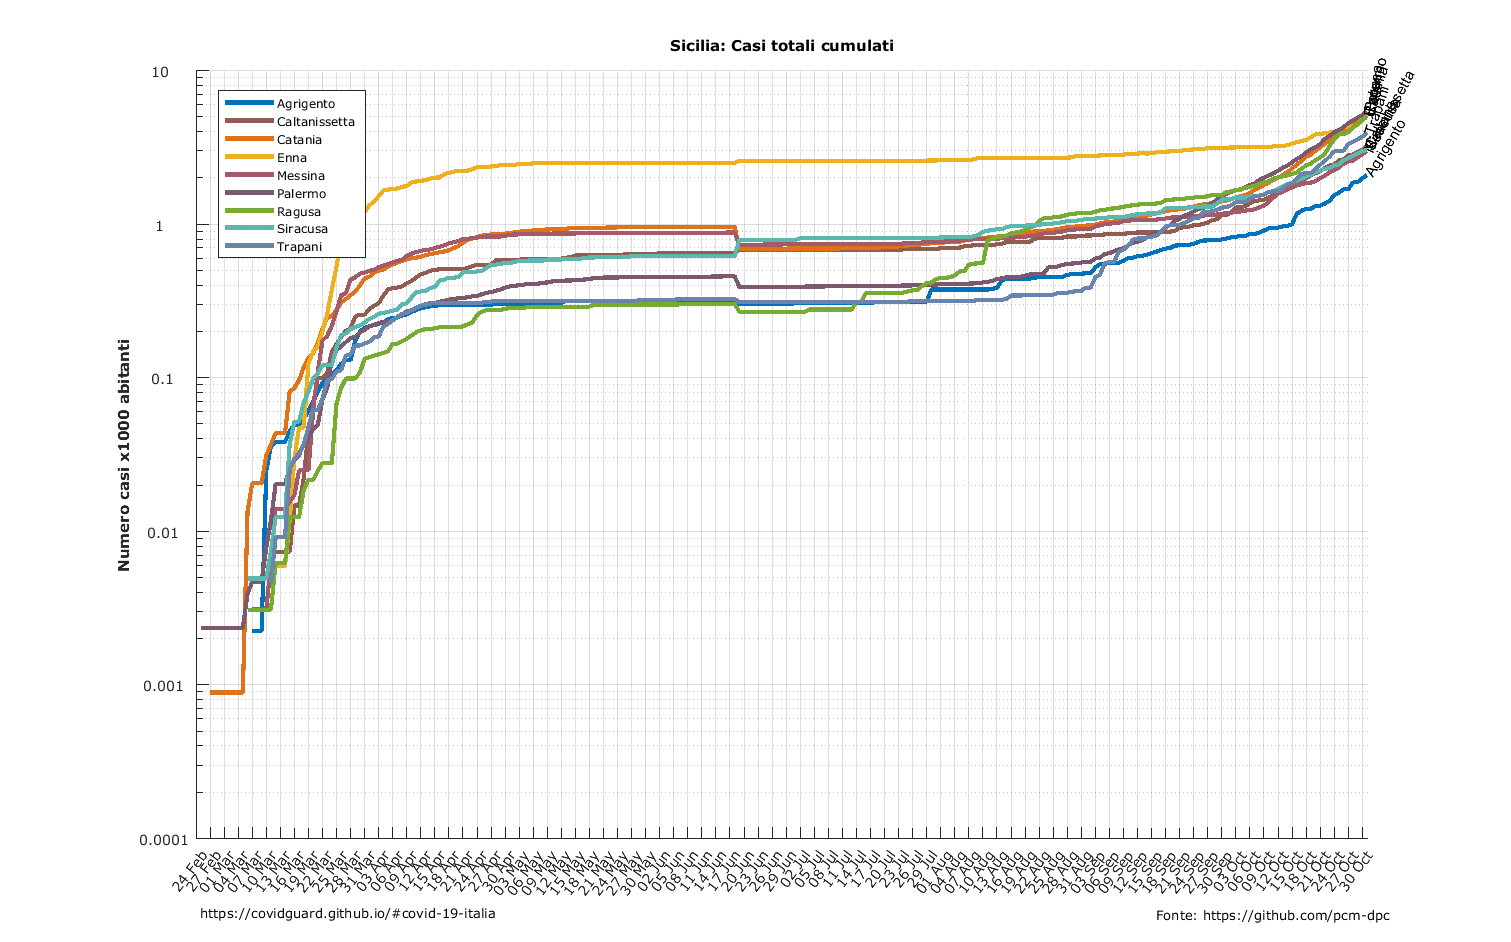 Sicilia: Casi totali cumulati
10
1
0.1
0.01
0.001
0.0001
Numero casi x1000 abitanti
Agrigento
Caltanissetta
Catania
Enna
Messina
Palermo
Ragusa
Siracusa
Trapani
Trapani
Agrigento
24 Feb
27 Feb
01 Mar
04 Mar
07 Mar
10 Mar
13 Mar
16 Mar
19 Mar
22 Mar
25 Mar
28 Mar
31 Mar
03 Apr
06 Apr
09 Apr
12 Apr
15 Apr
18 Apr
21 Apr
24 Apr
27 Apr
30 Apr
03 May
06 May
09 May
12 May
15 May
18 May
21 May
24 May
27 May
30 May
02 Jun
05 Jun
08 Jun
11 Jun
14 Jun
17 Jun
20 Jun
23 Jun
26 Jun
29 Jun
02 Jul
05 Jul
08 Jul
11 Jul
14 Jul
17 Jul
20 Jul
23 Jul
26 Jul
29 Jul
01 Aug
04 Aug
07 Aug
10 Aug
13 Aug
16 Aug
19 Aug
22 Aug
25 Aug
28 Aug
31 Aug
03 Sep
06 Sep
09 Sep
12 Sep
15 Sep
18 Sep
21 Sep
24 Sep
27 Sep
30 Sep
03 Oct
06 Oct
09 Oct
12 Oct
15 Oct
18 Oct
21 Oct
24 Oct
27 Oct
30 Oct
https://covidguard.github.io/#covid-19-italia
Fonte: https://github.com/pcm-dpc